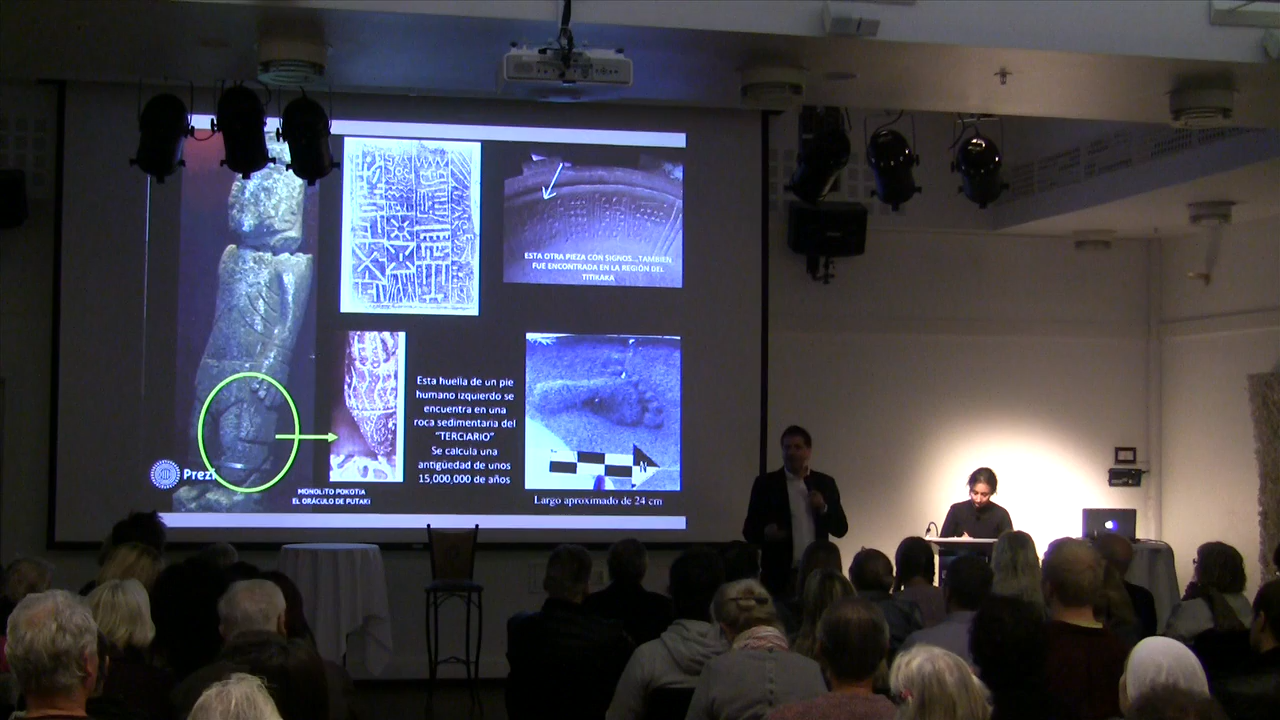 ESTA OTRA PIEZA CON SIGNOS...TAMBIEN
FUE ENCONTRADA EN LA REGIÓN DEL
TITIKAKA
Esta huella de un pie
humano izquierdo se
encuentra en una
roca sedimentaria del
"TERCIARIO"
Se calcula una
antigüedad de unos
15,000,000 de años
N
Largo aproximado de 24 cm
Prezi
MONOLITO POKOTIA
EL ORÁCULO DE PUTAKI